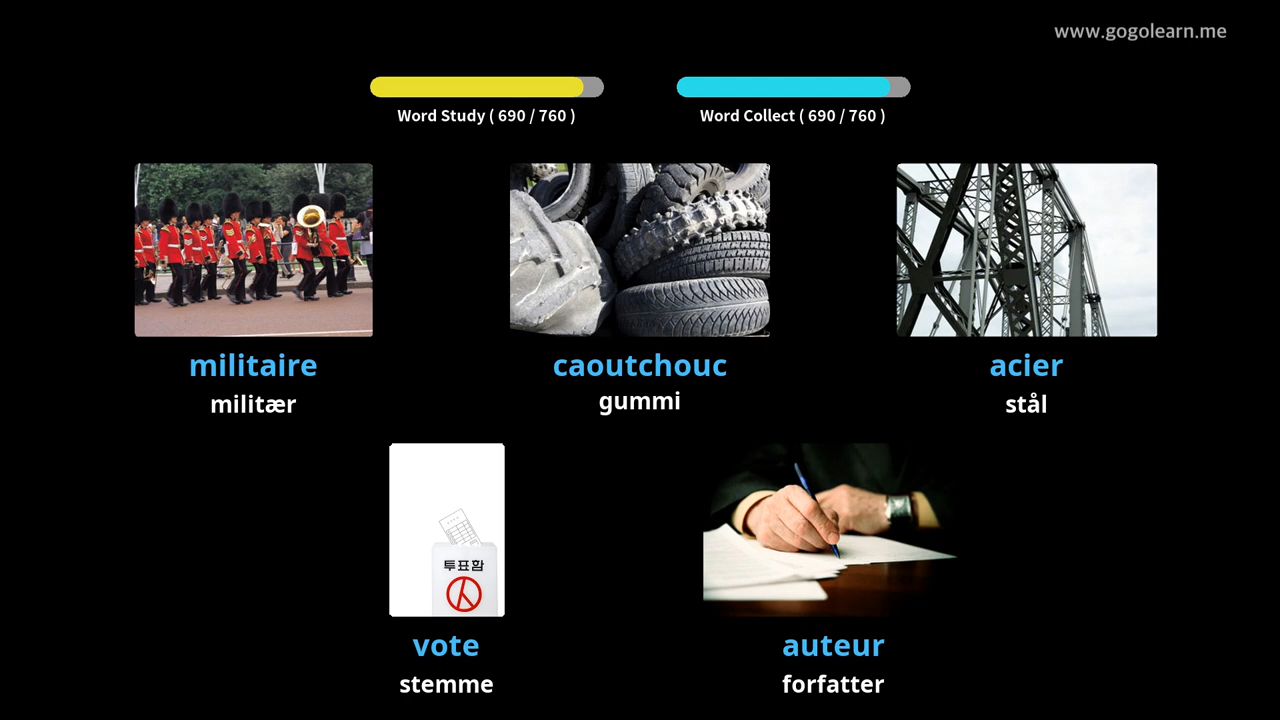 www.gogolearn.me
Word Study ( 690 / 760 )
Word Collect ( 690 / 760 )
militaire
militær
caoutchouc
gummi
acier
stål
투표함
vote
stemme
auteur
forfatter